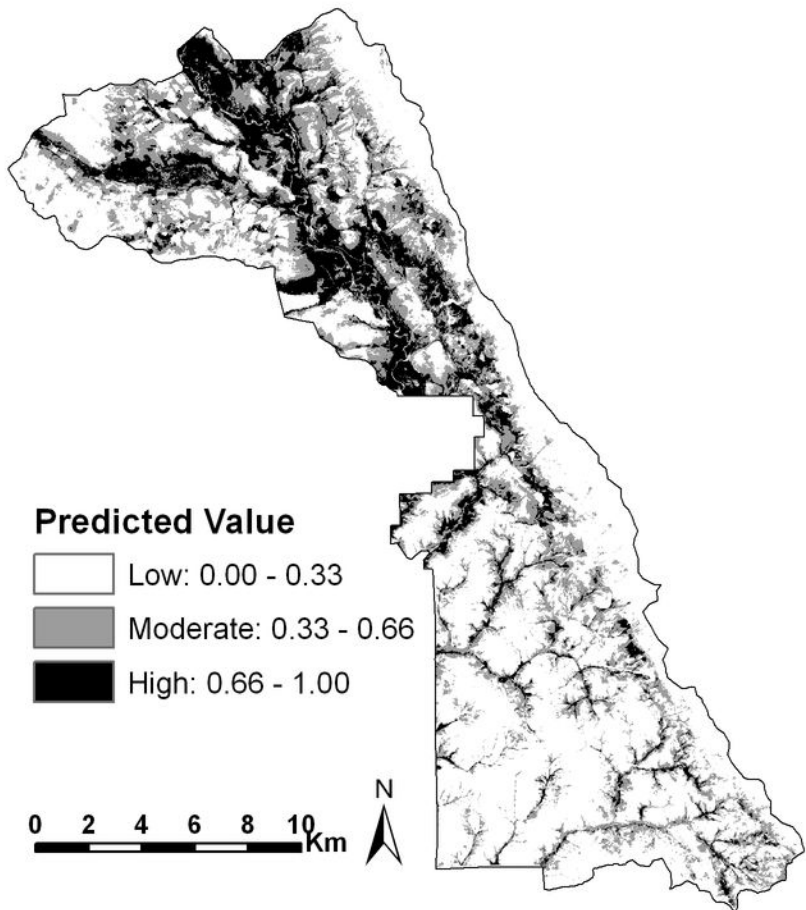 Predicted Value
Low: 0.00 - 0.33
Moderate: 0.33 - 0.66
High: 0.66 - 1.00
N
0 2 4 6 8 10
Km